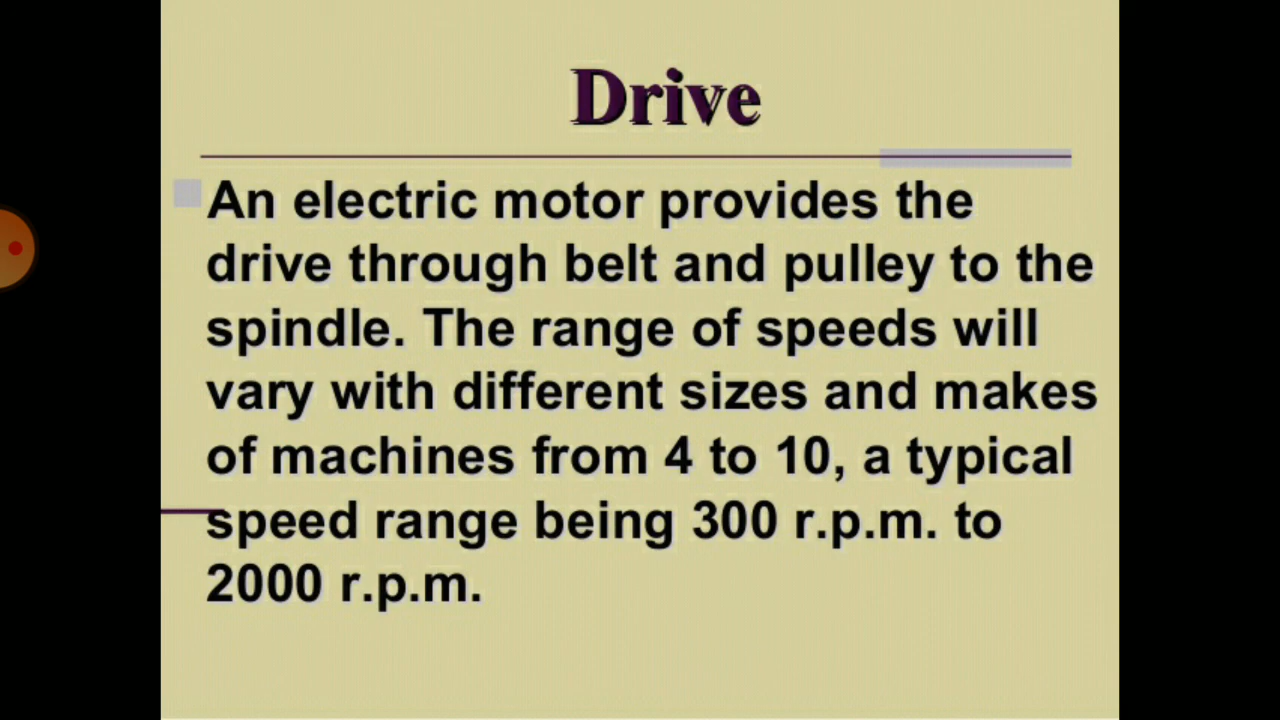 Drive
An electric motor provides the
drive through belt and pulley to the
spindle. The range of speeds will
vary with different sizes and makes
of machines from 4 to 10, a typical
speed range being 300 r.p.m. to
2000 r.p.m.